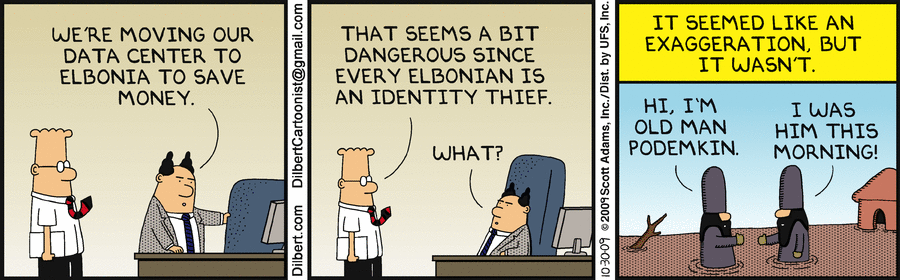 WE'RE MOVING OUR
DATA CENTER TO
ELBONIA TO SAVE
MONEY.
DilbertCartoonist@gmail.com
Dilbert.com
THAT SEEMS A BIT
DANGEROUS SINCE
EVERY ELBONIAN IS
AN IDENTITY THIEF.
WHAT?
10-30-09 © 2009 Scott Adams, Inc./Dist. by UFS, Inc.
IT SEEMED LIKE AN
EXAGGERATION, BUT
IT WASN'T.
HI, I'M
OLD MAN
PODEMKIN.
I WAS
HIM THIS
MORNING!